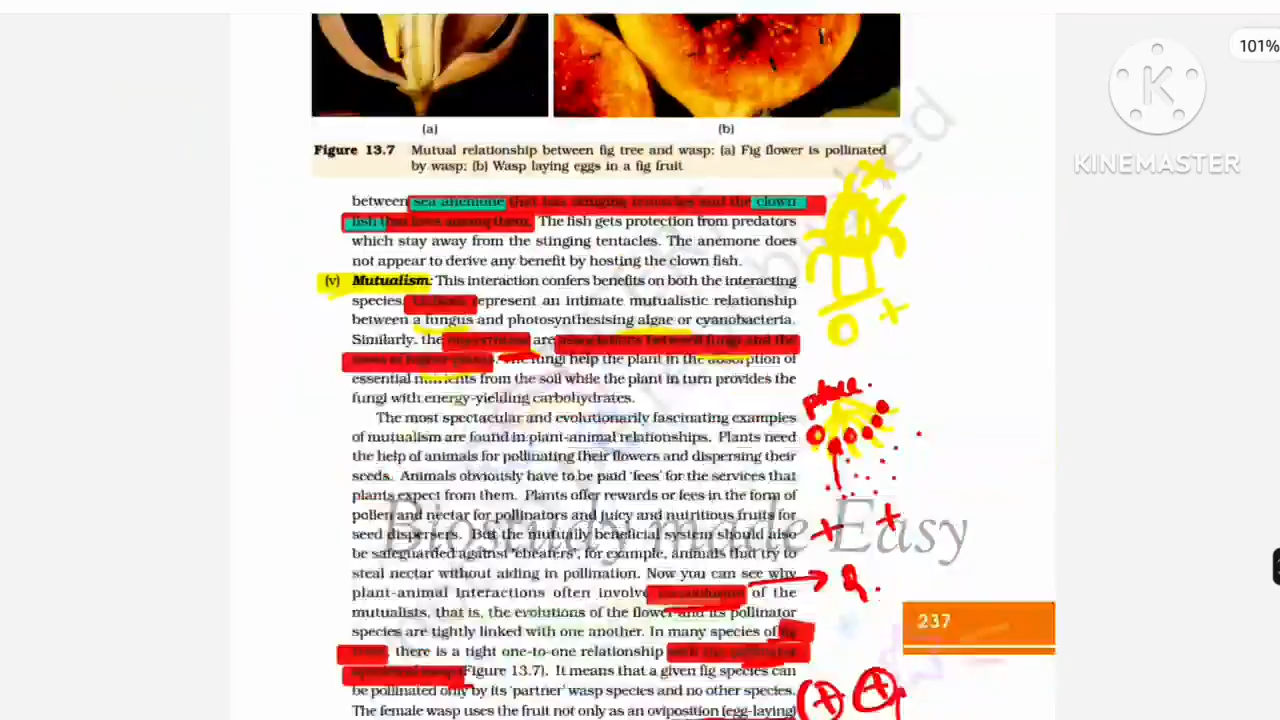 101%
KINEMASTER
(a)
(b)
Figure 13.7 Mutual relationship between fig tree and wasp: (a) Fig flower is pollinated
by wasp; (b) Wasp laying eggs in a fig fruit
between sea anemone that has stinging tentacles and the clown
fish that lives among them. The fish gets protection from predators
which stay away from the stinging tentacles. The anemone does
not appear to derive any benefit by hosting the clown fish.
(v) Mutualism: This interaction confers benefits on both the interacting
species. represent an intimate mutualistic relationship
between a fungus and photosynthesising algae or cyanobacteria.
Similarly, the are associations between fungi and the
roots of higher plants. The fungi help the plant in the absorption of
essential nutrients from the soil while the plant in turn provides the
fungi with energy-yielding carbohydrates.
The most spectacular and evolutionarily fascinating examples
of mutualism are found in plant-animal relationships. Plants need
the help of animals for pollinating their flowers and dispersing their
seeds. Animals obviously have to be paid 'fees' for the services that
plants expect from them. Plants offer rewards or fees in the form of
pollen and nectar for pollinators and juicy and nutritious fruits for
seed dispersers. But the mutually beneficial system should also
be safeguarded against 'cheaters', for example, animals that try to
steal nectar without aiding in pollination. Now you can see why
plant-animal interactions often involve of the
mutualists, that is, the evolutions of the flower and its pollinator
species are tightly linked with one another. In many species of fig
trees, there is a tight one-to-one relationship with the pollinator
(Figure 13.7). It means that a given fig species can
be pollinated only by its 'partner' wasp species and no other species.
The female wasp uses the fruit not only as an oviposition (egg-laying)
Biostudy made Easy
237